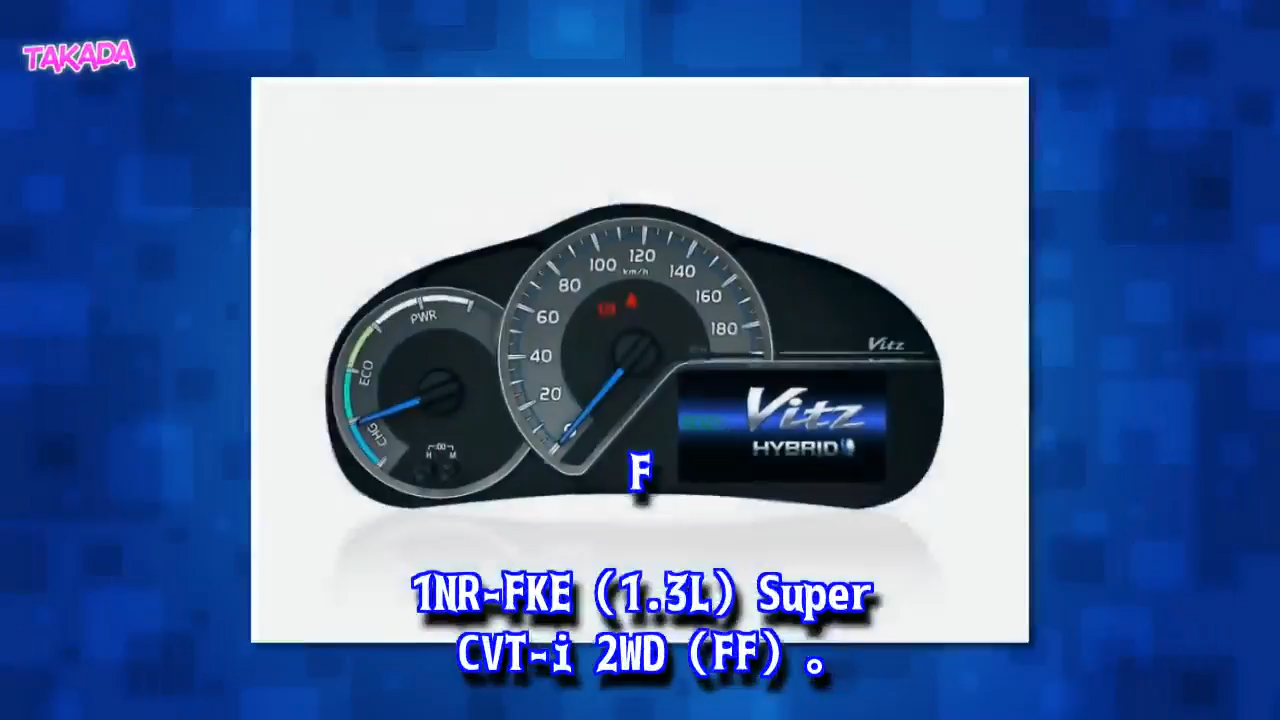 TAKADA
120
100
km/h
140
80
160
PWR
60
180
Vitz
40
ECO
20
Vitz
CHG
HYBRID
:00
H M
F
1NR-FKE (1.3L) Super
CVT-i 2WD (FF) 。